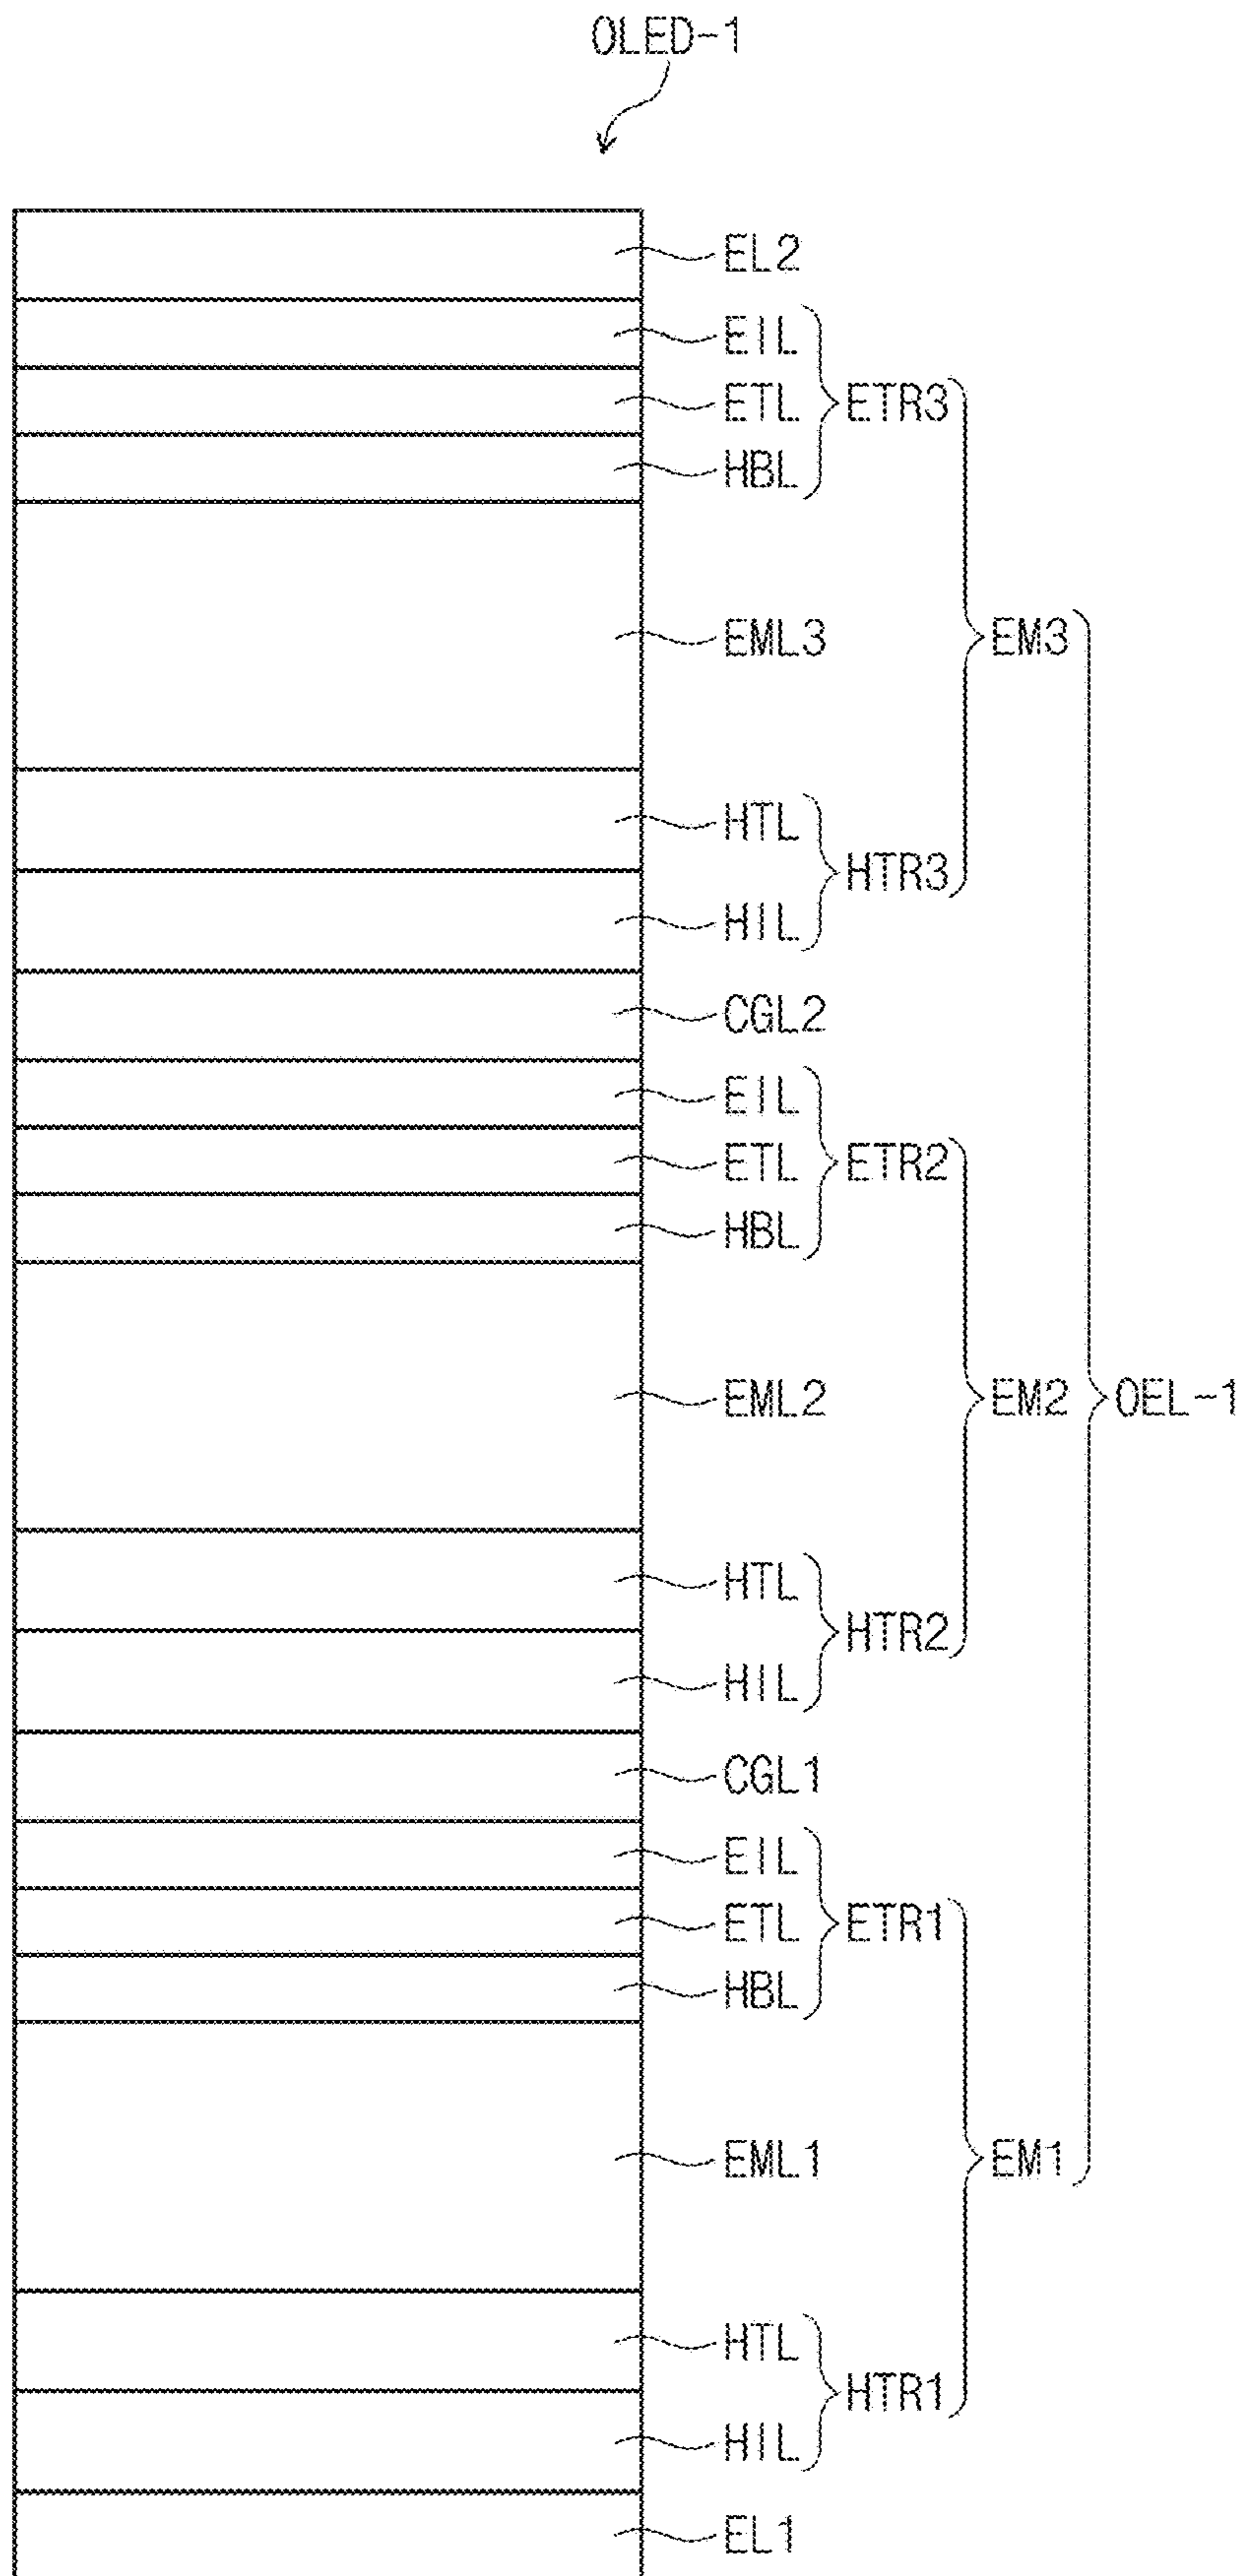 OLED-1
EL2
EIL
ETL ETR3
HBL
EML3 EM3
HTL
HTR3
HIL
CGL2
EIL
ETL ETR2
HBL
EML2 EM2 OEL-1
HTL
HTR2
HIL
CGL1
EIL
ETL ETR1
HBL
EML1 EM1
HTL
HTR1
HIL
EL1